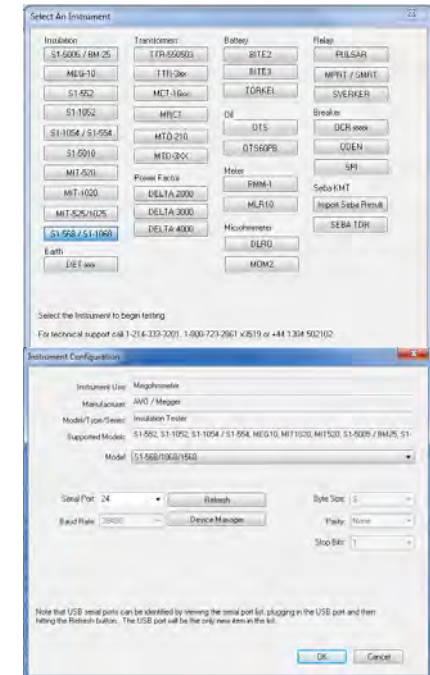 Select An Instrument
Insulation
S1-5005 / BM-25
MEG-10
S1-552
S1-1052
S1-1054 / S1-554
S1-5010
MIT-520
MIT-1020
MIT-525/1025
S1-568 / S1-1068
Earth
DET-xxx
Transformers
TTR-550503
TTR-3xx
MCT-16xx
MRCT
MTO-210
MTO-3XX
Power Factor
DELTA 2000
DELTA 3000
DELTA 4000
Battery
BITE2
BITE3
TORKEL
Oil
OTS
OTS60PB
Meter
PMM-1
MLR10
Microhmmeter
DLRO
MOM2
Relay
PULSAR
MPRT / SMRT
SVERKER
Breaker
OCR xxxx
ODEN
SPI
Seba KMT
Import Seba Result
SEBA TDR
Select the Instrument to begin testing
For technical support call 1-214-333-3201, 1-800-723-2861 x3519 or +44 1304 502102
Instrument Configuration
Instrument Use: Megohmmeter
Manufacturer: AVO / Megger
Model/Type/Series: Insulation Tester
Supported Models: S1-552, S1-1052, S1-1054 / S1-554, MEG10, MIT1020, MIT520, S1-5005 / BM25, S1-
Model S1-568/1068/1568
Serial Port: 24
Refresh
Byte Size:
Baud Rate:
Device Manager
Parity: None
Stop Bits: 1
Note that USB serial ports can be identified by viewing the serial port list, plugging in the USB port and then
hitting the Refresh button. The USB port will be the only new item in the list.
OK
Cancel